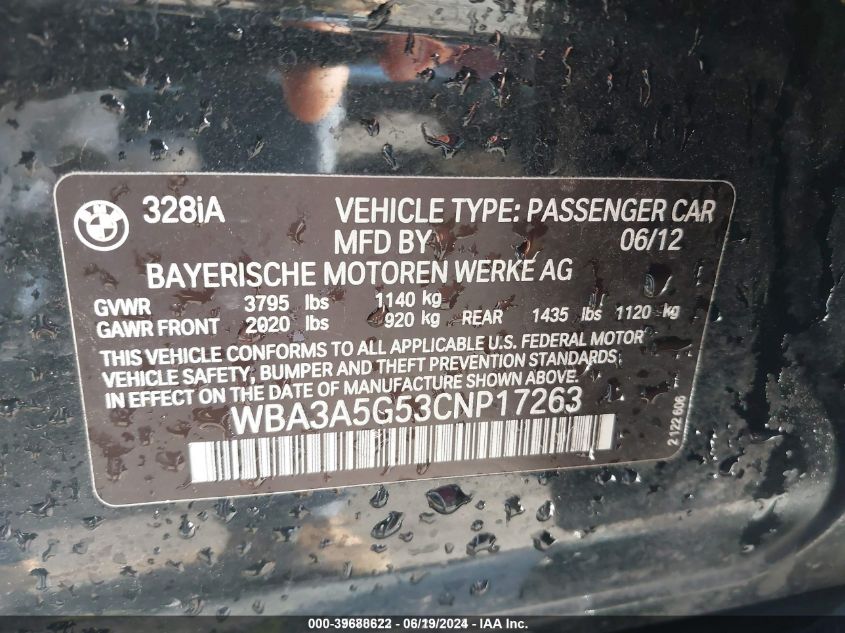 328iA VEHICLE TYPE: PASSENGER CAR
MFD BY 06/12
BAYERISCHE MOTOREN WERKE AG
GVWR 3795 lbs 1140 kg
GAWR FRONT 2020 lbs 920 kg REAR 1435 lbs 1120 kg
THIS VEHICLE CONFORMS TO ALL APPLICABLE U.S. FEDERAL MOTOR
VEHICLE SAFETY, BUMPER AND THEFT PREVENTION STANDARDS
IN EFFECT ON THE DATE OF MANUFACTURE SHOWN ABOVE.
WBA3A5G53CNP17263
2 122 606
000-39688622 - 06/19/2024 - IAA Inc.